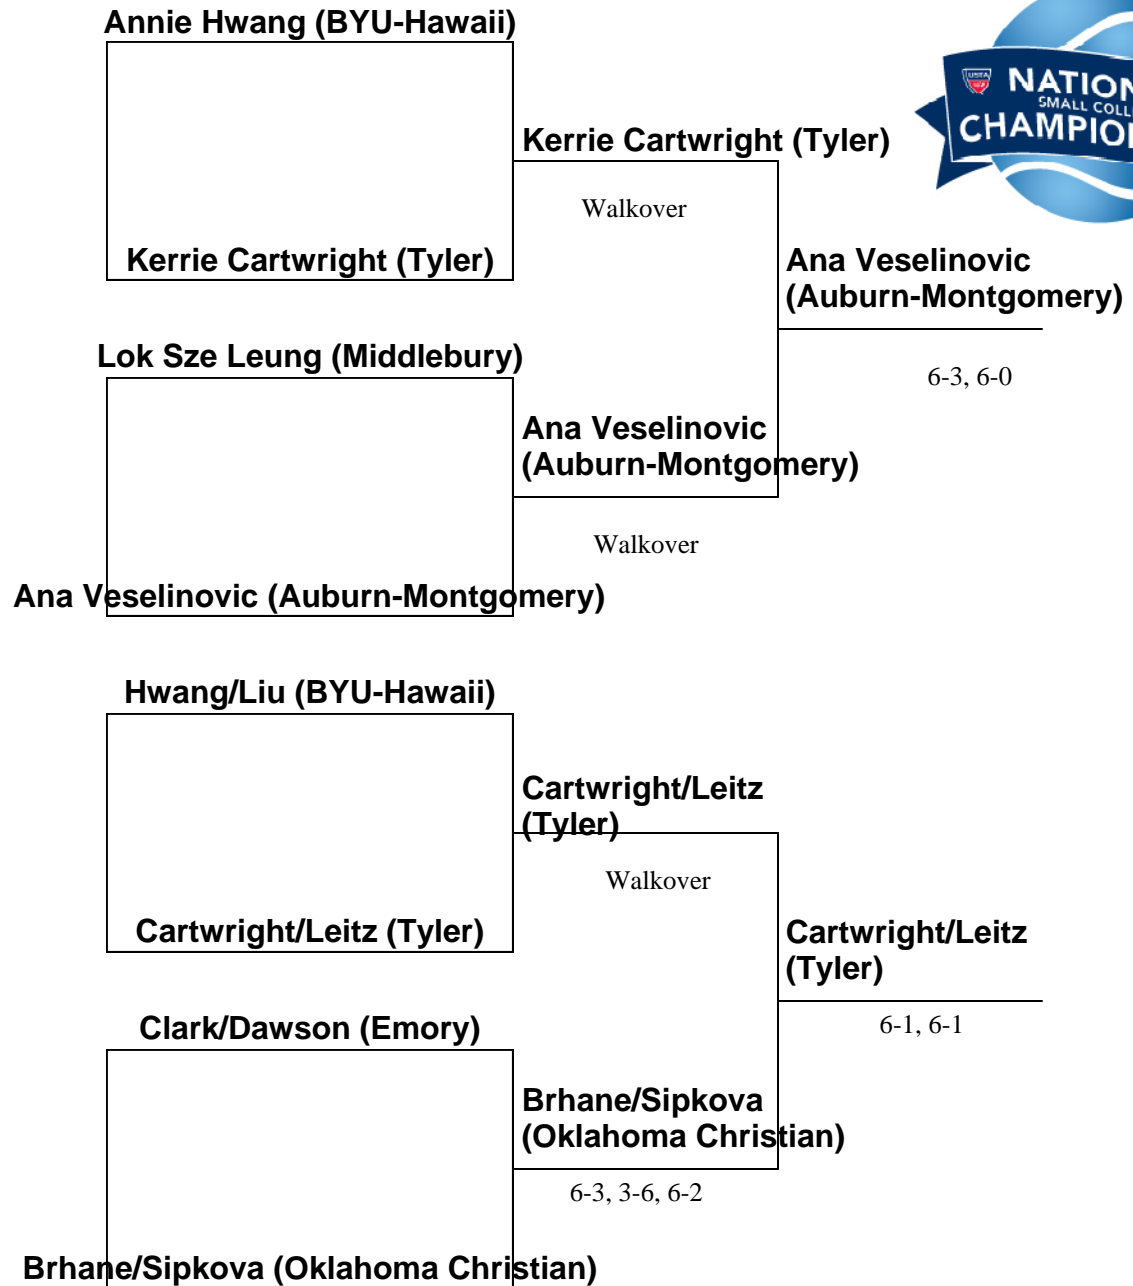 Annie Hwang (BYU-Hawaii)
USTA
NATION
SMALL COLL
CHAMPIO
Kerrie Cartwright (Tyler)
Walkover
Kerrie Cartwright (Tyler)
Ana Veselinovic
(Auburn-Montgomery)
Lok Sze Leung (Middlebury)
6-3, 6-0
Ana Veselinovic
(Auburn-Montgomery)
Walkover
Ana Veselinovic (Auburn-Montgomery)
Hwang/Liu (BYU-Hawaii)
Cartwright/Leitz
(Tyler)
Walkover
Cartwright/Leitz (Tyler)
Cartwright/Leitz
(Tyler)
Clark/Dawson (Emory)
6-1, 6-1
Brhane/Sipkova
(Oklahoma Christian)
6-3, 3-6, 6-2
Brhane/Sipkova (Oklahoma Christian)